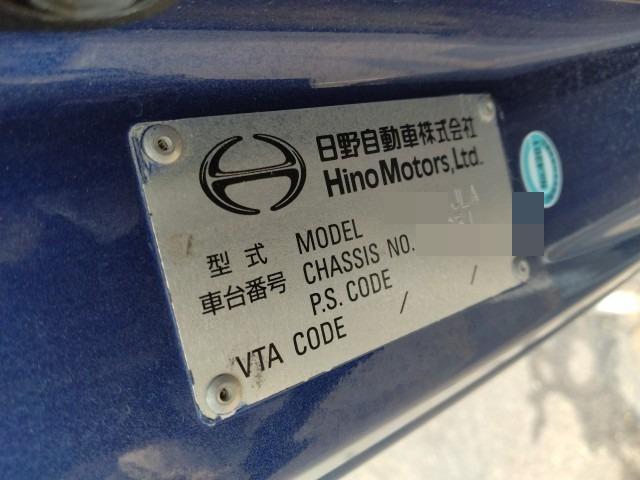 日野自動車株式会社
Hino Motors, Ltd.
型式 MODEL JLA
車台番号 CHASSIS NO.
P.S. CODE / /
VTA CODE